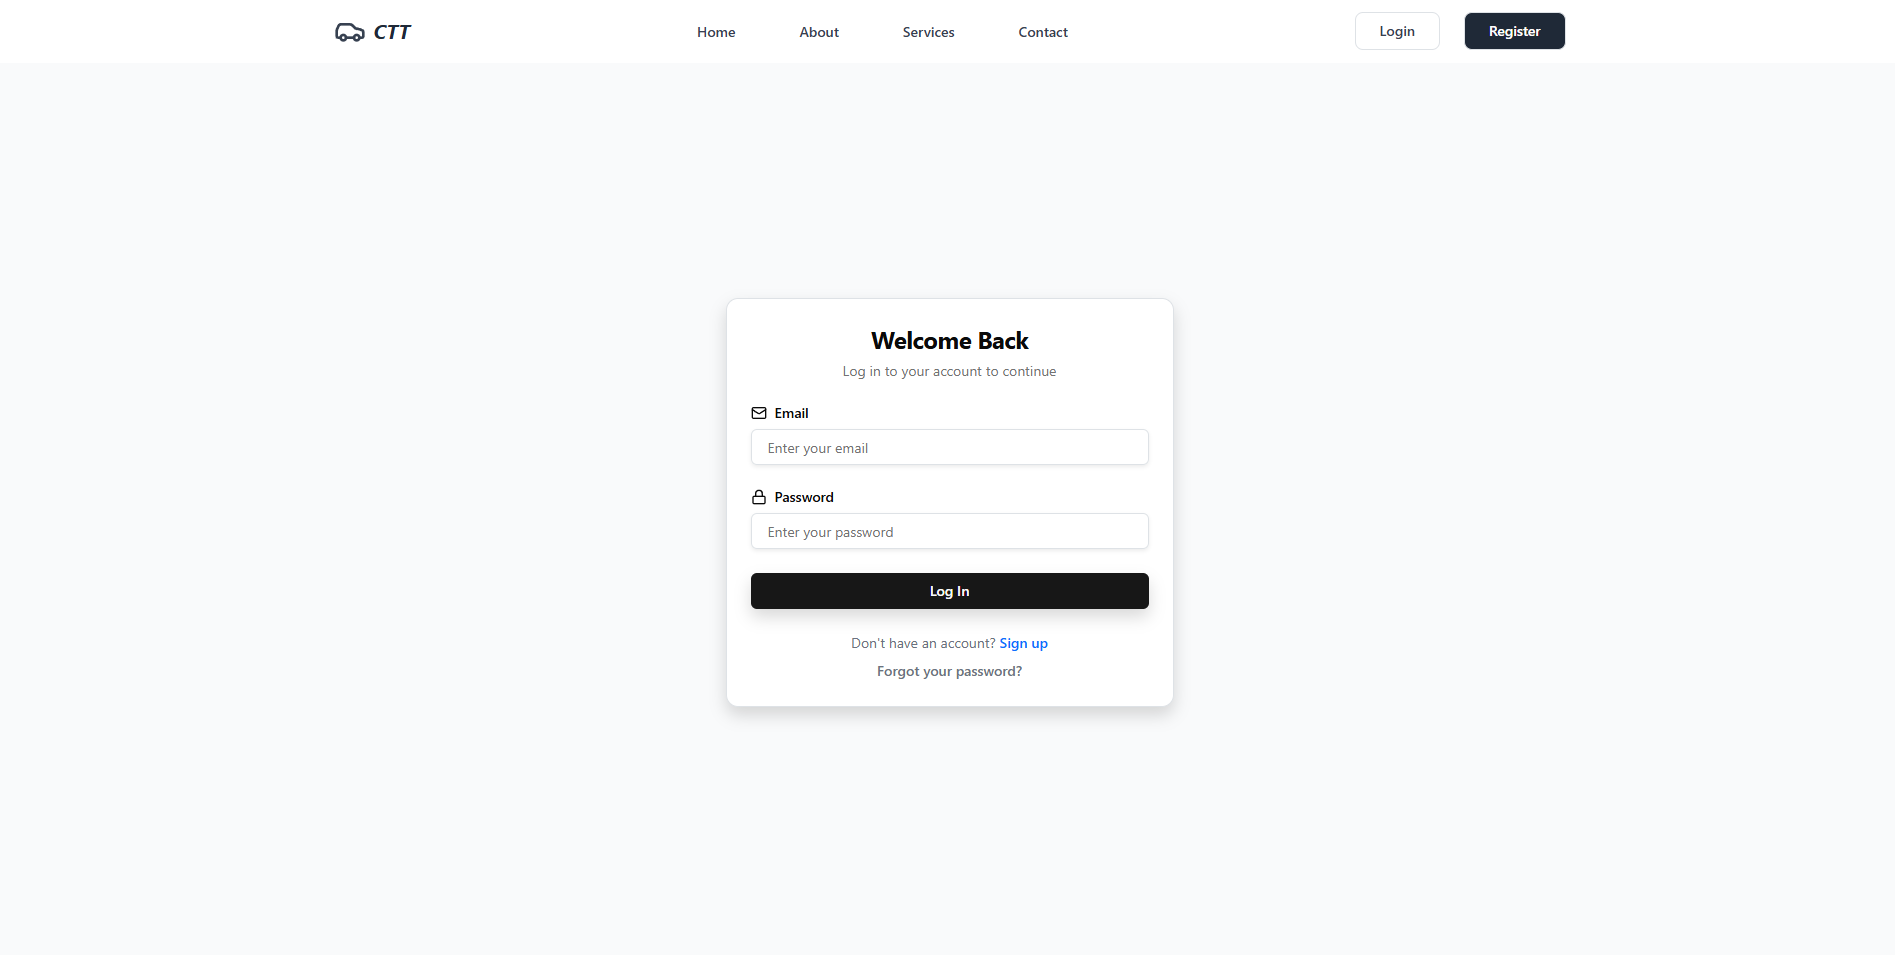 CTT
Home
About
Services
Contact
Login
Register
Welcome Back
Log in to your account to continue
Email
Enter your email
Password
Enter your password
Log In
Don't have an account? Sign up
Forgot your password?